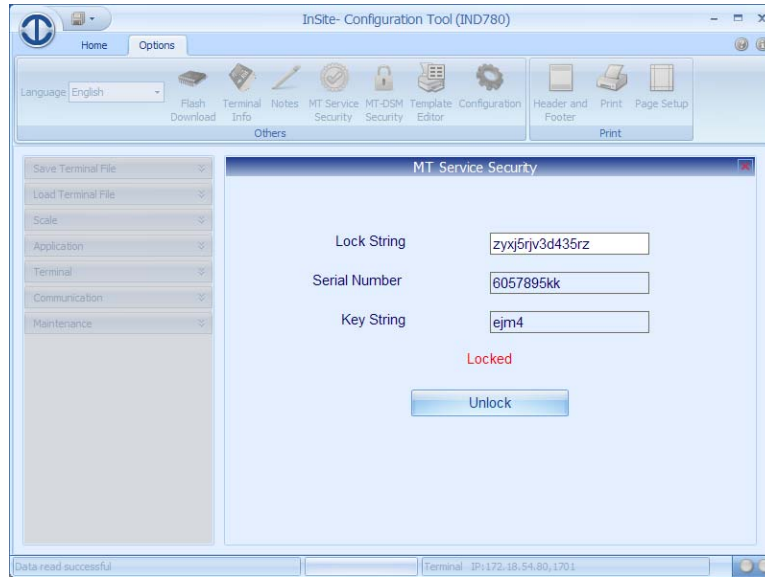 InSite- Configuration Tool (IND780)
Home Options
Language English
Flash Download
Terminal Info
Notes
MT Service Security
MT-DSM Security
Template Editor
Configuration
Header and Footer
Print
Page Setup
Others
Print
Save Terminal File
Load Terminal File
Scale
Application
Terminal
Communication
Maintenance
MT Service Security
Lock String zyxj5rjv3d435rz
Serial Number 6057895kk
Key String ejm4
Locked
Unlock
Data read successful
Terminal IP:172.18.54.80,1701